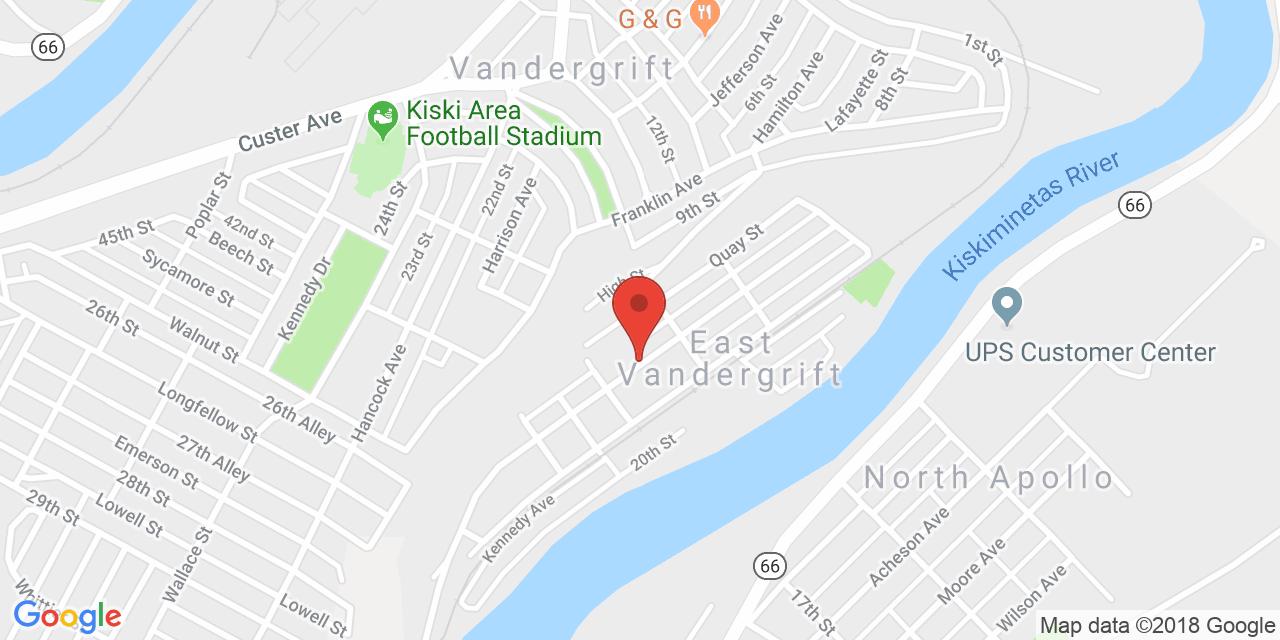 66
G & G
Vandergrift
Jefferson Ave
6th St
Hamilton Ave
Lafayette St
8th St
1st St
Kiski Area
Football Stadium
Custer Ave
12th St
Franklin Ave
9th St
Kiskiminetas River
66
Poplar St
24th St
22nd St
Harrison Ave
23rd St
45th St
42nd St
Beech St
Sycamore St
Kennedy Dr
Quay St
High St
26th St
Walnut St
Hancock Ave
East
Vandergrift
UPS Customer Center
Longfellow St
26th Alley
27th Alley
Emerson St
28th St
Lowell St
29th St
Wallace St
20th St
Kennedy Ave
North Apollo
Acheson Ave
Moore Ave
Wilson Ave
17th St
66
Lowell St
Google
Map data ©2018 Google